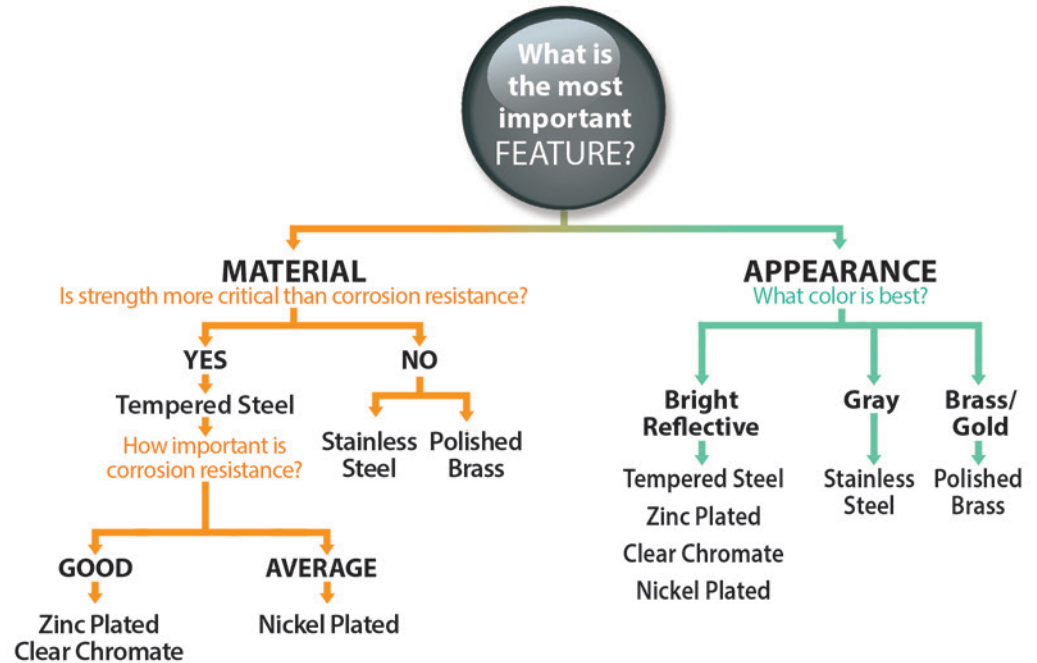 What is
the most
important
FEATURE?
MATERIAL
Is strength more critical than corrosion resistance?
YES
Tempered Steel
How important is
corrosion resistance?
GOOD
Zinc Plated
Clear Chromate
AVERAGE
Nickel Plated
NO
Stainless
Steel
Polished
Brass
APPEARANCE
What color is best?
Bright
Reflective
Tempered Steel
Zinc Plated
Clear Chromate
Nickel Plated
Gray
Stainless
Steel
Brass/
Gold
Polished
Brass